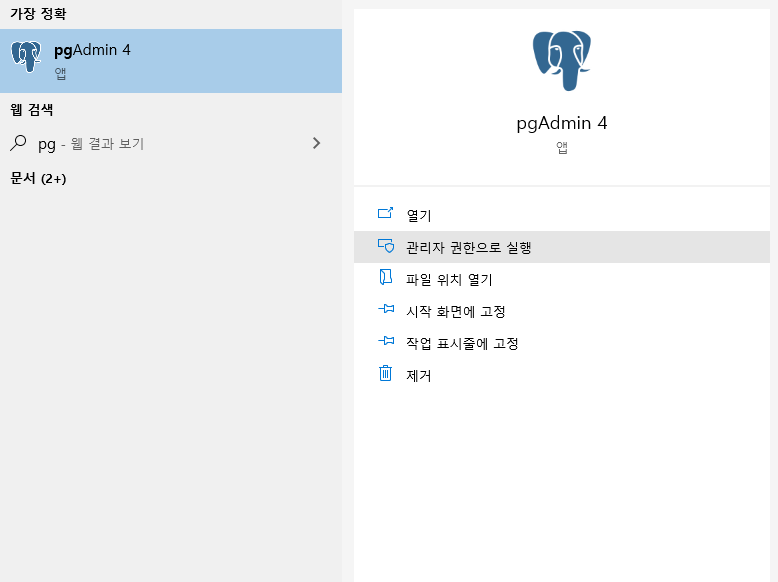 가장 정확
pgAdmin 4
앱
웹 검색
pg - 웹 결과 보기
문서 (2+)
pgAdmin 4
앱
열기
관리자 권한으로 실행
파일 위치 열기
시작 화면에 고정
작업 표시줄에 고정
제거